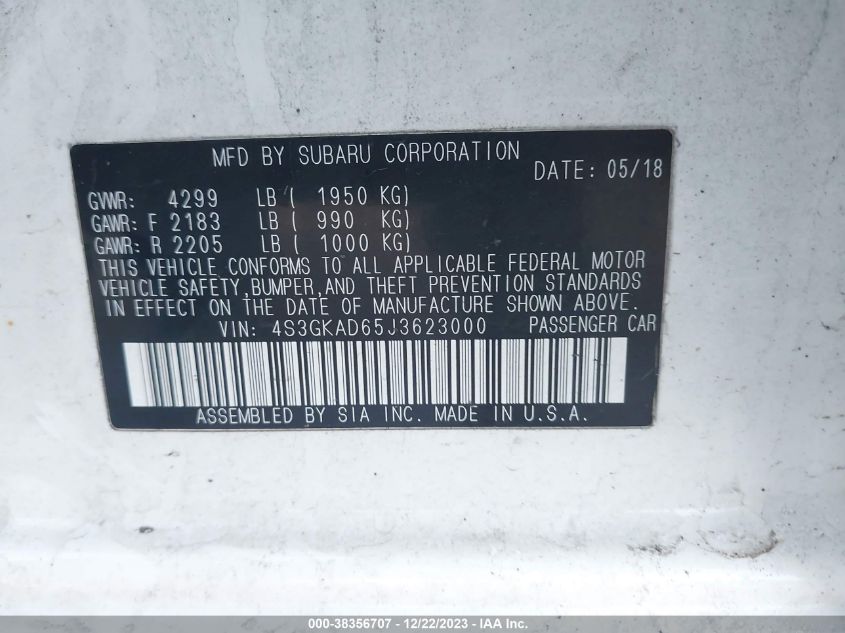 MFD BY SUBARU CORPORATION
DATE: 05/18
GVWR: 4299 LB ( 1950 KG)
GAWR: F 2183 LB ( 990 KG)
GAWR: R 2205 LB ( 1000 KG)
THIS VEHICLE CONFORMS TO ALL APPLICABLE FEDERAL MOTOR
VEHICLE SAFETY,BUMPER,AND THEFT PREVENTION STANDARDS
IN EFFECT ON THE DATE OF MANUFACTURE SHOWN ABOVE.
VIN: 4S3GKAD65J3623000 PASSENGER CAR
ASSEMBLED BY SIA INC. MADE IN U.S.A.
000-38356707 - 12/22/2023 - IAA Inc.